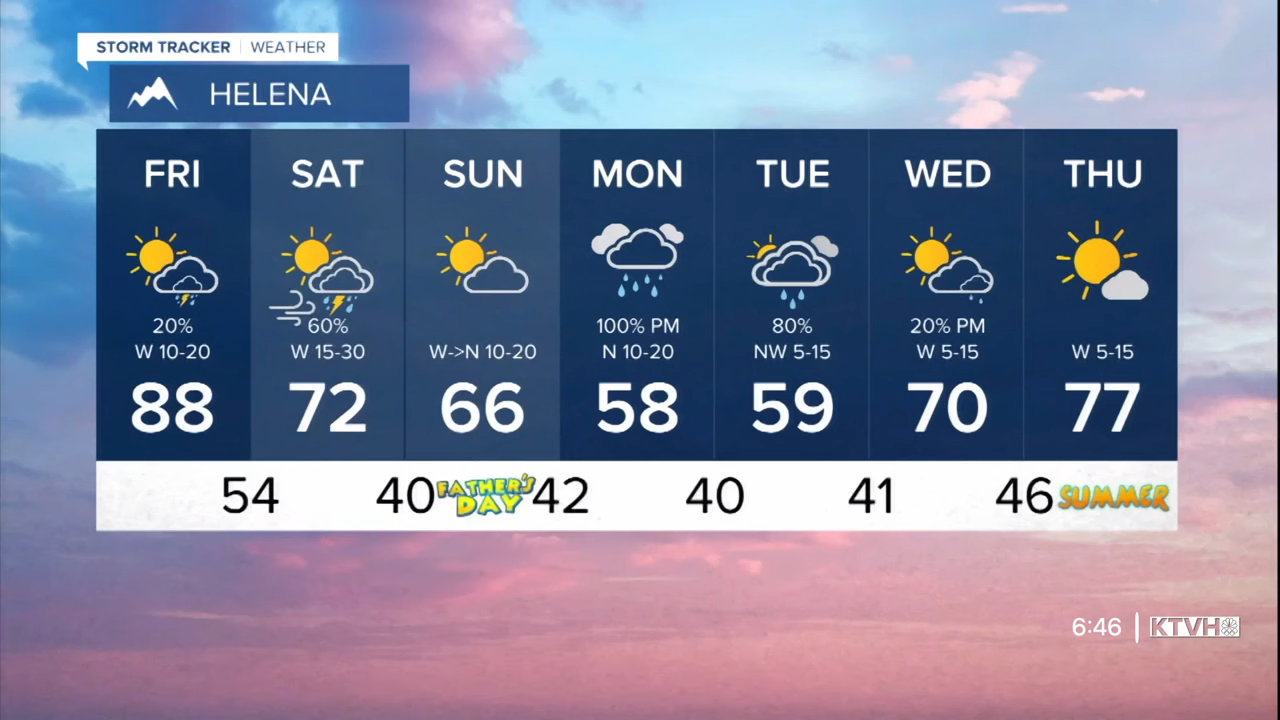 STORM TRACKER | WEATHER
HELENA
FRI SAT SUN MON TUE WED THU
20% 60% 100% PM 80% 20% PM
W 10-20 W 15-30 W->N 10-20 N 10-20 NW 5-15 W 5-15 W 5-15
88 72 66 58 59 70 77
54 40 FATHER'S DAY 42 40 41 46 SUMMER
6:46 | KTVH